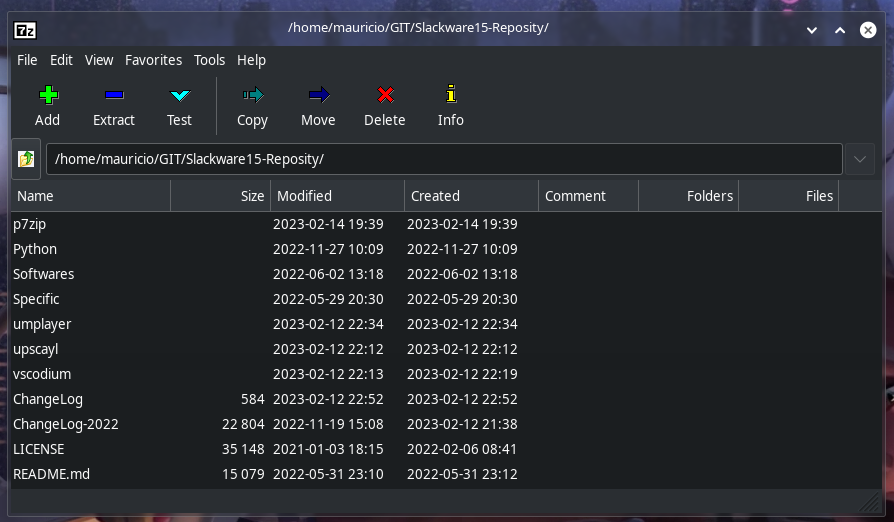 7z /home/mauricio/GIT/Slackware15-Reposity/
File Edit View Favorites Tools Help
Add Extract Test Copy Move Delete Info
/home/mauricio/GIT/Slackware15-Reposity/
Name Size Modified Created Comment Folders Files
p7zip 2023-02-14 19:39 2023-02-14 19:39
Python 2022-11-27 10:09 2022-11-27 10:09
Softwares 2022-06-02 13:18 2022-06-02 13:18
Specific 2022-05-29 20:30 2022-05-29 20:30
umplayer 2023-02-12 22:34 2023-02-12 22:34
upscayl 2023-02-12 22:12 2023-02-12 22:12
vscodium 2023-02-12 22:13 2023-02-12 22:19
ChangeLog 584 2023-02-12 22:52 2023-02-12 22:52
ChangeLog-2022 22 804 2022-11-19 15:08 2023-02-12 21:38
LICENSE 35 148 2021-01-03 18:15 2022-02-06 08:41
README.md 15 079 2022-05-31 23:10 2022-05-31 23:12